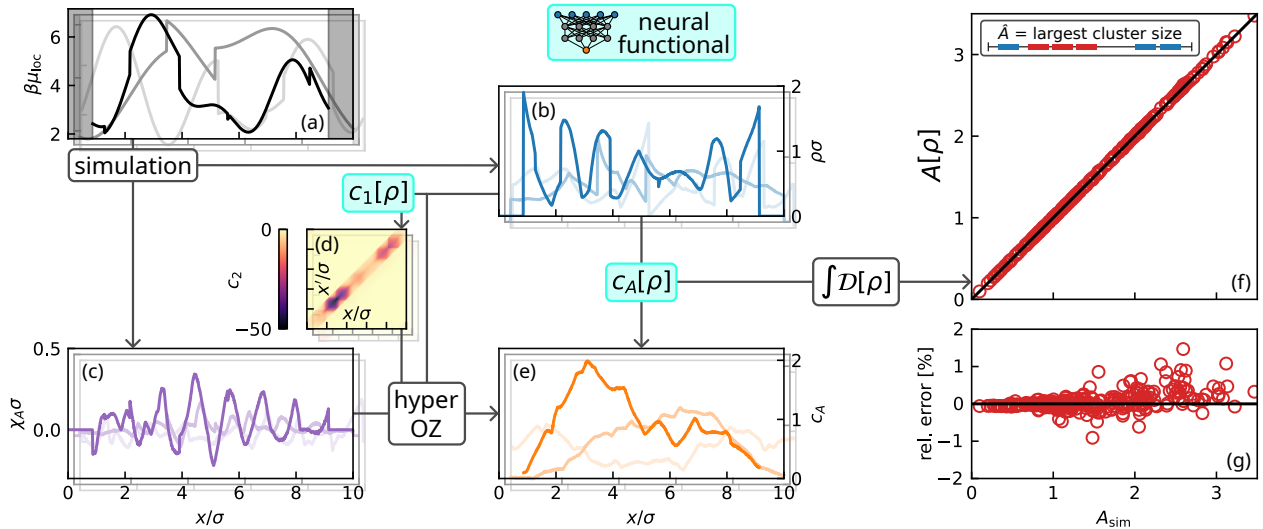 6
4
2
βμ_loc
(a)
simulation
neural
functional
(b)
2
1
0
ρσ
c₁[ρ]
0
−50
c₂
(d)
x′/σ
x/σ
c_A[ρ]
∫𝒟[ρ]
0.5
0.0
χ_Aσ
(c)
0 2 4 6 8 10
x/σ
hyper
OZ
(e)
2
1
0
c_A
0 2 4 6 8 10
x/σ
Â = largest cluster size
3
2
1
0
A[ρ]
(f)
2
1
0
−1
−2
rel. error [%]
(g)
0 1 2 3
A_sim